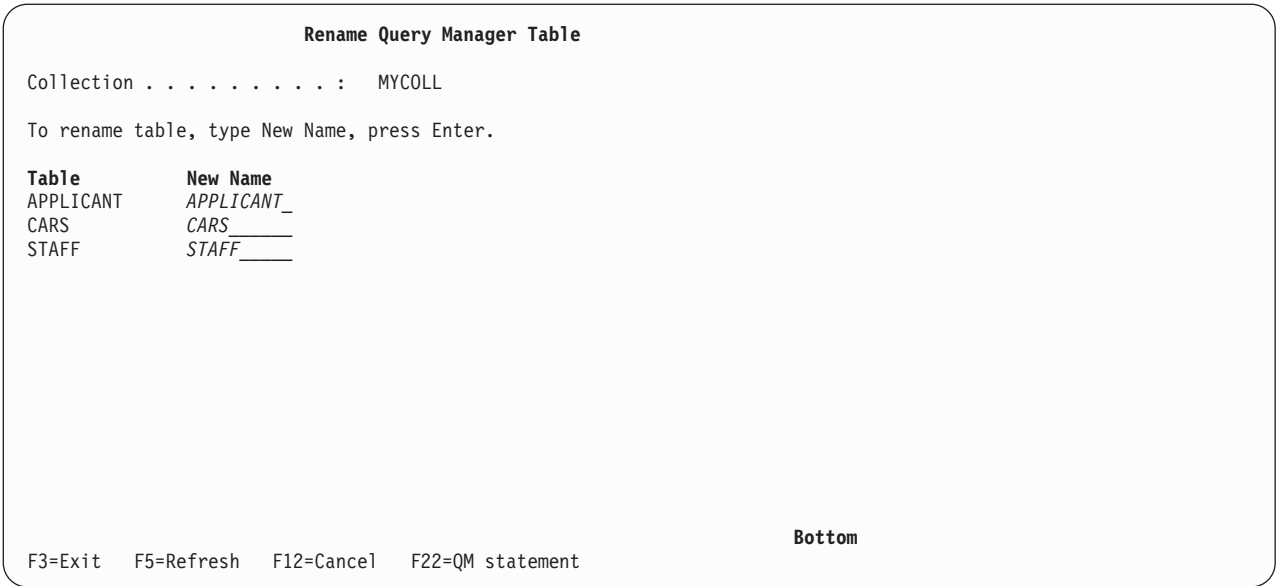 Rename Query Manager Table
Collection . . . . . . . . . :   MYCOLL
To rename table, type New Name, press Enter.
Table   New Name
APPLICANT   APPLICANT_
CARS   CARS______
STAFF   STAFF_____
Bottom
F3=Exit   F5=Refresh   F12=Cancel   F22=QM statement